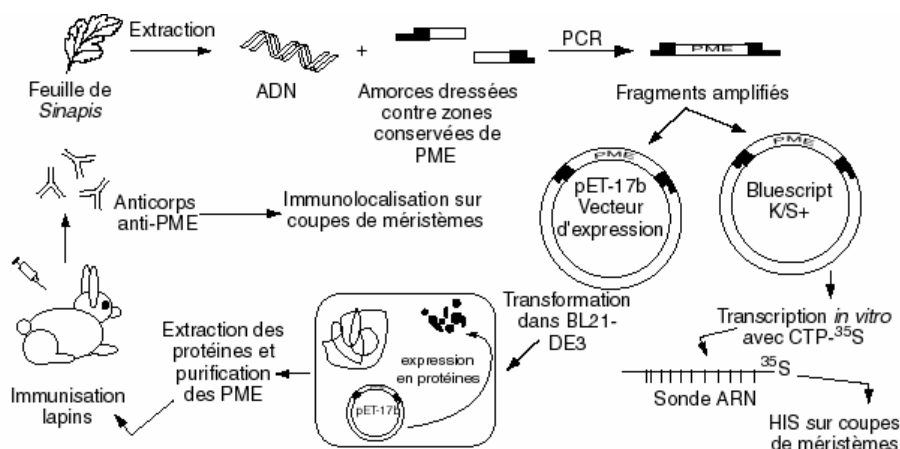 Extraction
Feuille de
Sinapis
ADN
+
Amorces dressées
contre zones
conservées de
PME
PCR
PME
Fragments amplifiés
PME
pET-17b
Vecteur
d'expression
PME
Bluescript
K/S+
Transcription in vitro
avec CTP-³⁵S
³⁵S
Sonde ARN
HIS sur coupes
de méristèmes
Transformation
dans BL21-
DE3
expression
en protéines
pET-17b
Extraction des
protéines et
purification
des PME
Immunisation
lapins
Anticorps
anti-PME
Immunolocalisation sur
coupes de méristèmes